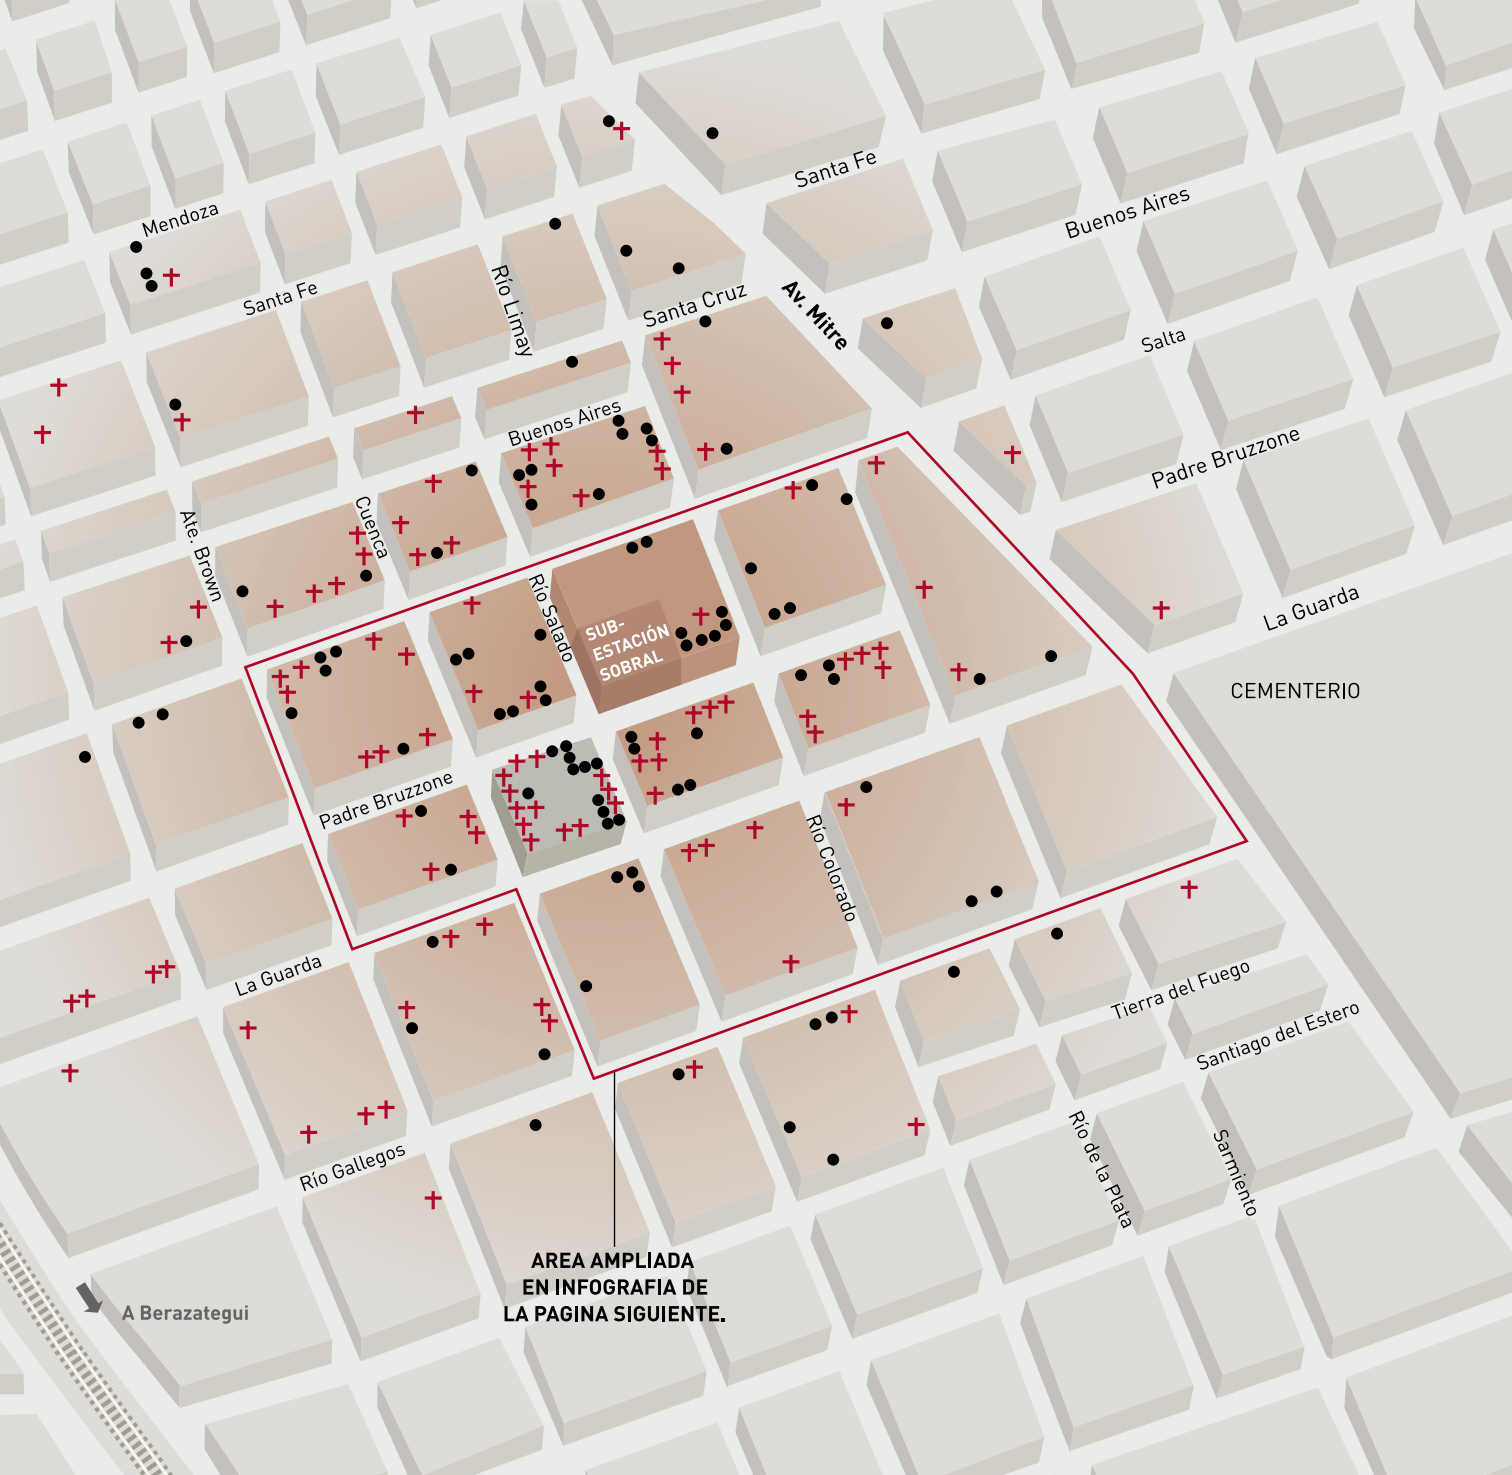 Santa Fe
Buenos Aires
Mendoza
Santa Fe
Río Limay
Santa Cruz
Av. Mitre
Salta
Buenos Aires
Padre Bruzzone
Cuenca
Ate. Brown
Río Salado
La Guarda
SUB-
ESTACIÓN
SOBRAL
CEMENTERIO
Padre Bruzzone
Río Colorado
La Guarda
Tierra del Fuego
Santiago del Estero
Río Gallegos
Río de la Plata
Sarmiento
AREA AMPLIADA
EN INFOGRAFIA DE
LA PAGINA SIGUIENTE.
A Berazategui